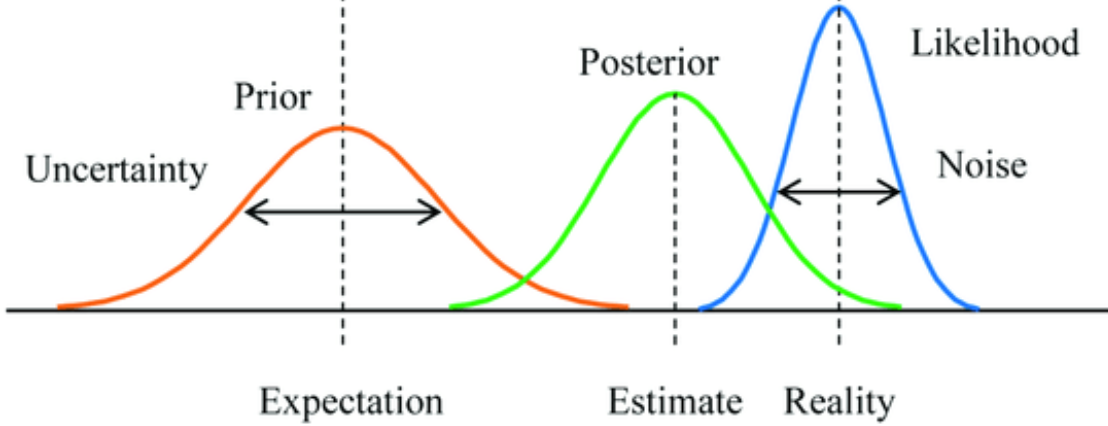 Likelihood
Posterior
Prior
Uncertainty
Noise
Expectation
Estimate
Reality